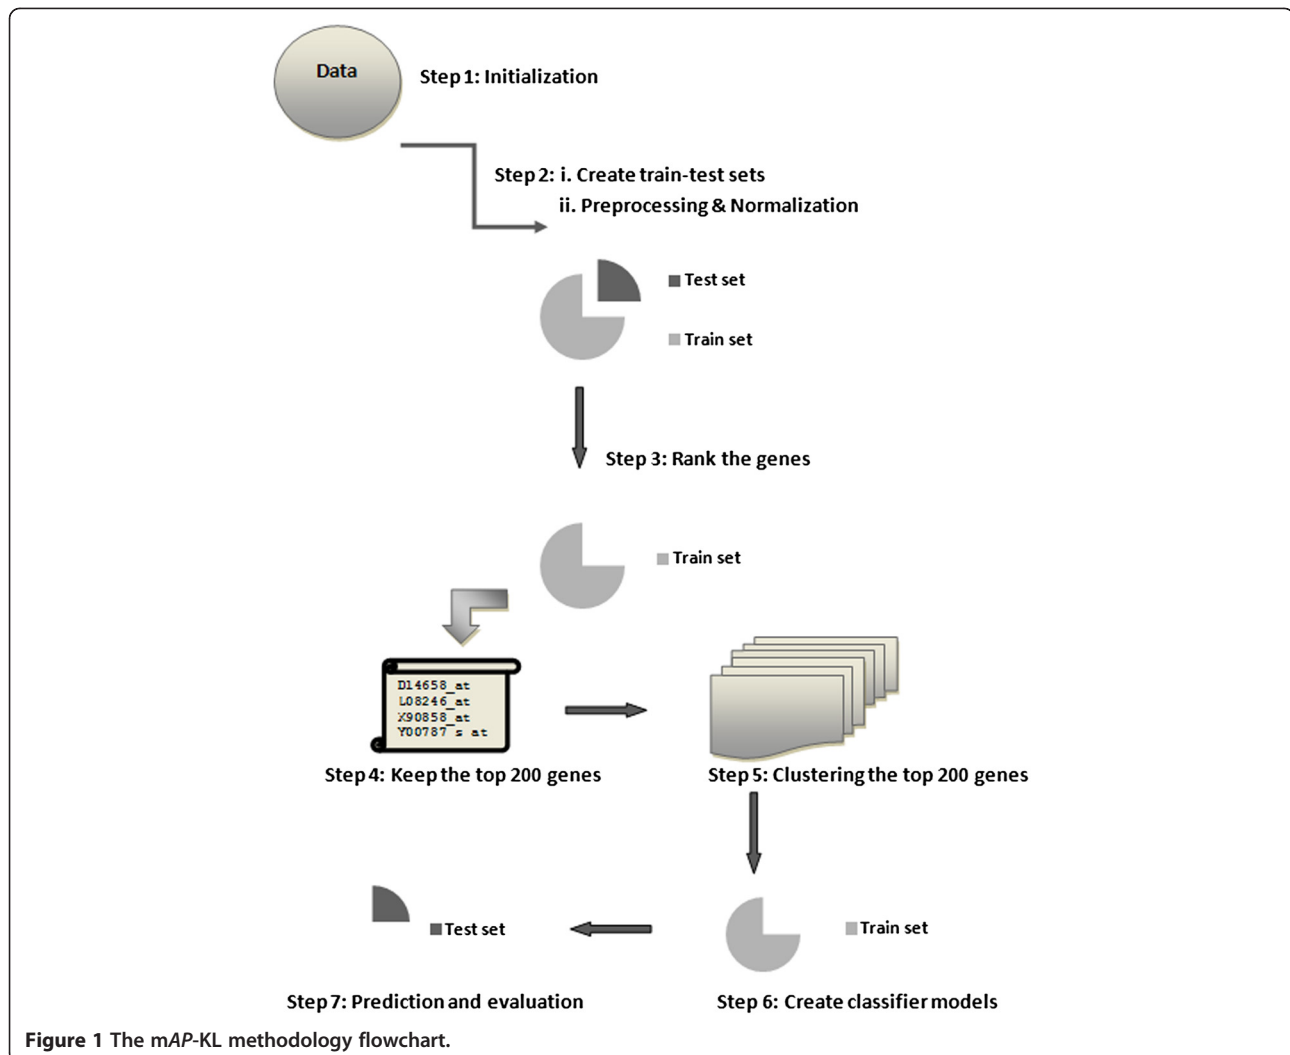 Data
Step 1: Initialization
Step 2: i. Create train-test sets
ii. Preprocessing & Normalization
Test set
Train set
Step 3: Rank the genes
Train set
D14658_at
L08246_at
X90858_at
Y00787 s at
Step 4: Keep the top 200 genes
Step 5: Clustering the top 200 genes
Test set
Train set
Step 7: Prediction and evaluation
Step 6: Create classifier models
Figure 1 The mAP-KL methodology flowchart.